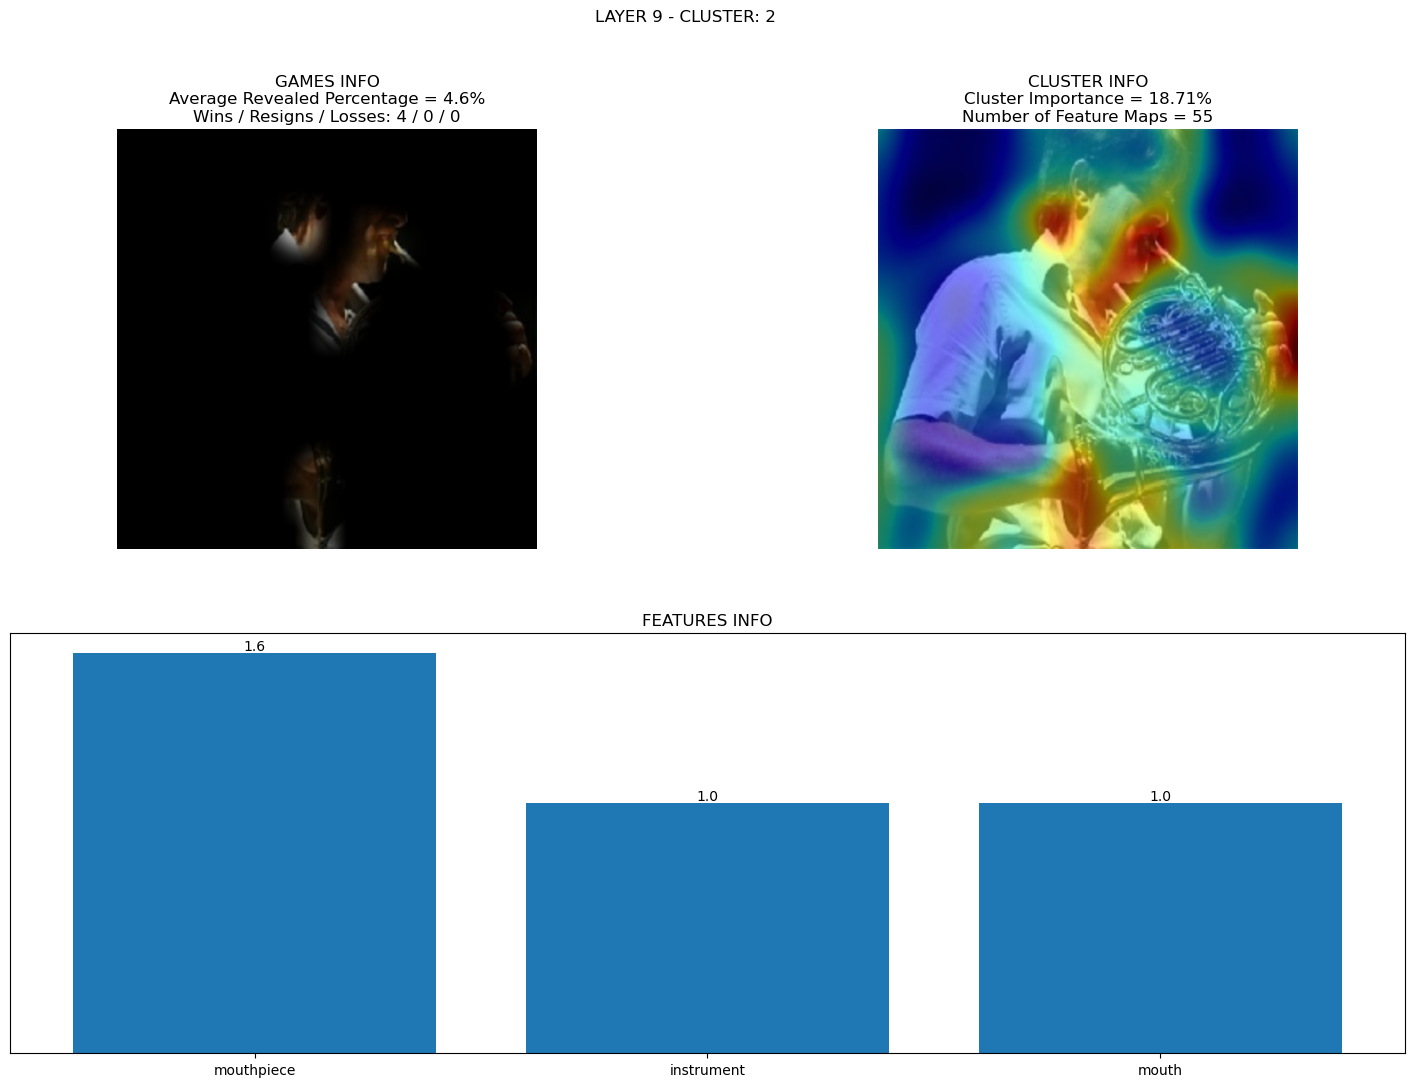 LAYER 9 - CLUSTER: 2
GAMES INFO
Average Revealed Percentage = 4.6%
Wins / Resigns / Losses: 4 / 0 / 0
CLUSTER INFO
Cluster Importance = 18.71%
Number of Feature Maps = 55
FEATURES INFO
1.6
1.0
1.0
mouthpiece
instrument
mouth